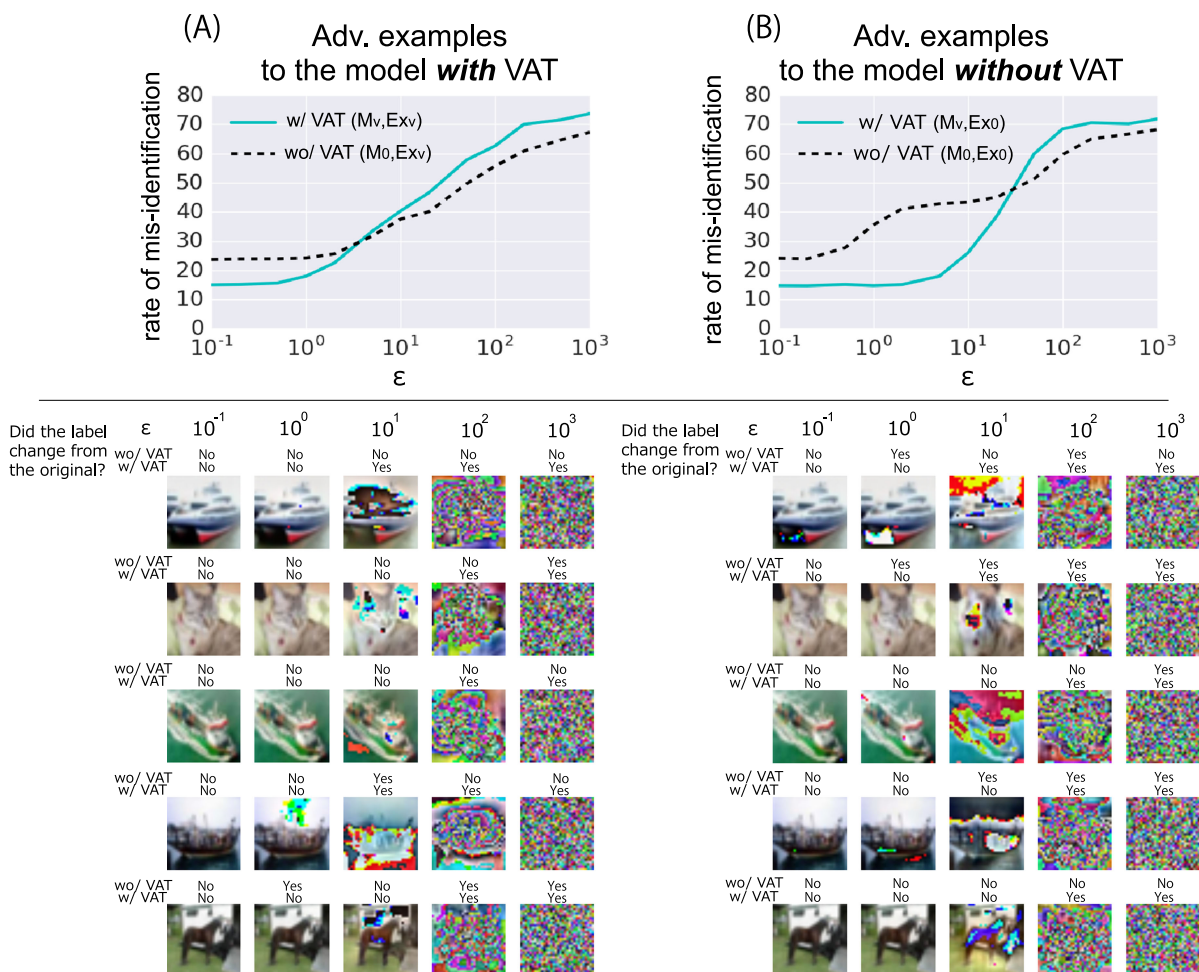 (A)
Adv. examples
to the model with VAT
80
70
60
50
40
30
20
10
0
rate of mis-identification
w/ VAT (Mv,Exv)
wo/ VAT (M0,Exv)
10⁻¹ 10⁰ 10¹ 10² 10³
ε
(B)
Adv. examples
to the model without VAT
80
70
60
50
40
30
20
10
0
rate of mis-identification
w/ VAT (Mv,Ex0)
wo/ VAT (M0,Ex0)
10⁻¹ 10⁰ 10¹ 10² 10³
ε
Did the label
change from
the original?
ε 10⁻¹ 10⁰ 10¹ 10² 10³
wo/ VAT No No No No No
w/ VAT No No Yes Yes Yes
wo/ VAT No No No No Yes
w/ VAT No No No Yes Yes
wo/ VAT No No No No No
w/ VAT No No No Yes Yes
wo/ VAT No No Yes No No
w/ VAT No No Yes Yes Yes
wo/ VAT No Yes No Yes Yes
w/ VAT No No No Yes Yes
Did the label
change from
the original?
ε 10⁻¹ 10⁰ 10¹ 10² 10³
wo/ VAT No Yes No Yes No
w/ VAT No No Yes Yes Yes
wo/ VAT No Yes Yes Yes Yes
w/ VAT No No Yes Yes Yes
wo/ VAT No No No No Yes
w/ VAT No No No Yes Yes
wo/ VAT No No Yes Yes Yes
w/ VAT No No No Yes Yes
wo/ VAT No No No No No
w/ VAT No No No Yes Yes